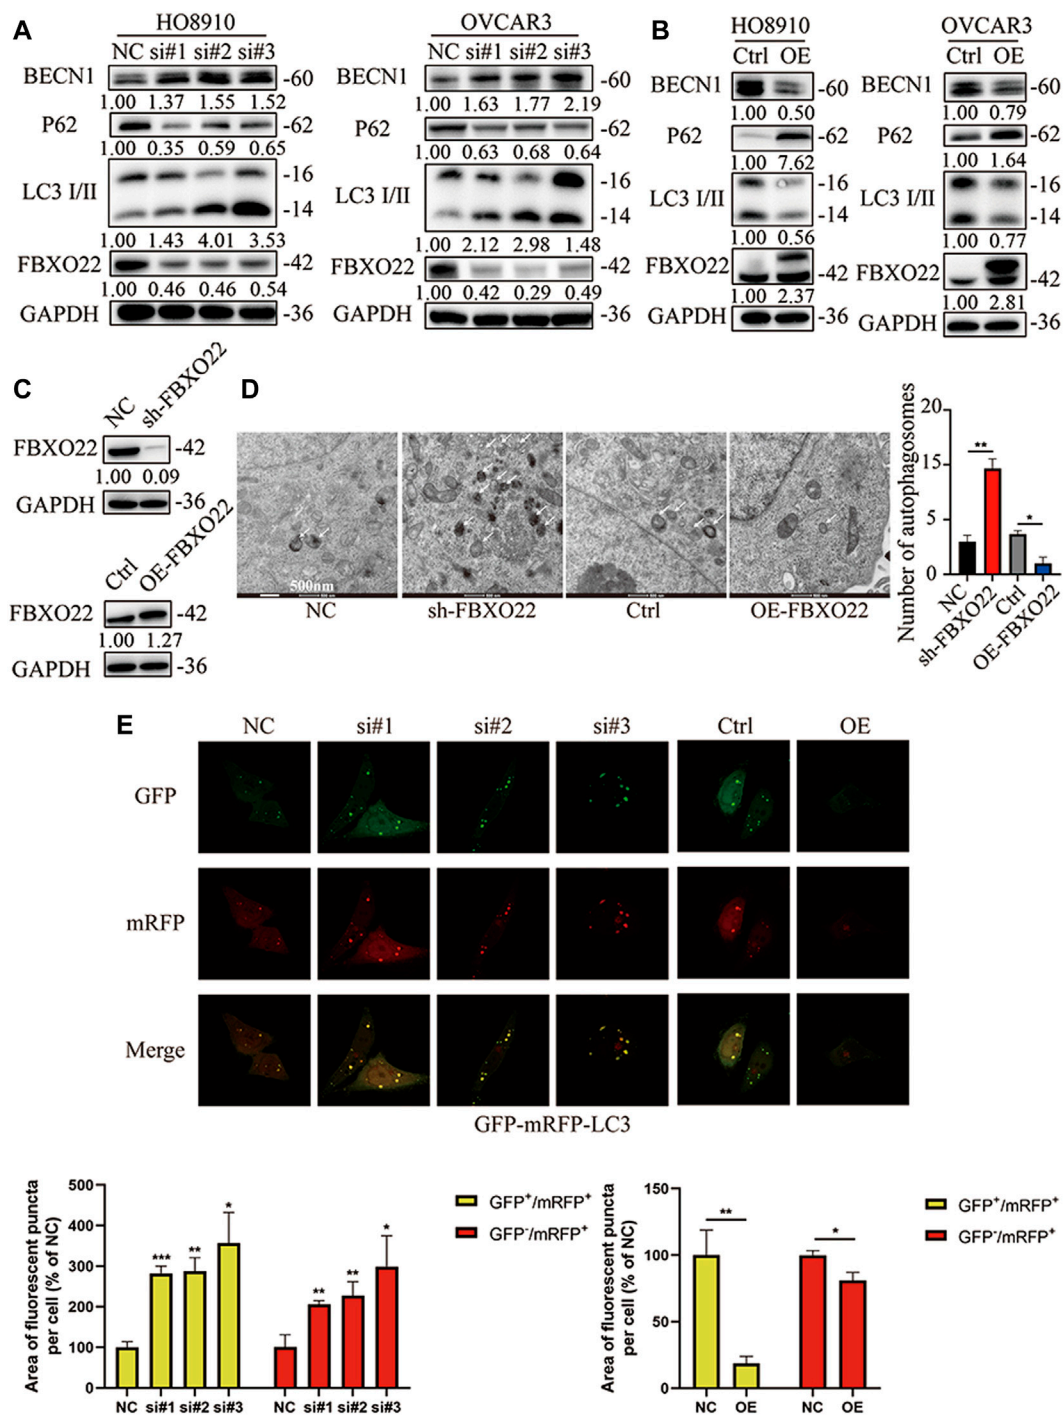 A
HO8910
NC si#1 si#2 si#3
BECN1 -60
1.00 1.37 1.55 1.52
P62 -62
1.00 0.35 0.59 0.65
LC3 I/II -16
-14
1.00 1.43 4.01 3.53
FBXO22 -42
1.00 0.46 0.46 0.54
GAPDH -36
OVCAR3
NC si#1 si#2 si#3
BECN1 -60
1.00 1.63 1.77 2.19
P62 -62
1.00 0.63 0.68 0.64
LC3 I/II -16
-14
1.00 2.12 2.98 1.48
FBXO22 -42
1.00 0.42 0.29 0.49
GAPDH -36
B
HO8910
Ctrl OE
BECN1 -60
1.00 0.50
P62 -62
1.00 7.62
LC3 I/II -16
-14
1.00 0.56
FBXO22 -42
1.00 2.37
GAPDH -36
OVCAR3
Ctrl OE
BECN1 -60
1.00 0.79
P62 -62
1.00 1.64
LC3 I/II -16
-14
1.00 0.77
FBXO22 -42
1.00 2.81
GAPDH -36
C
NC sh-FBXO22
FBXO22 -42
1.00 0.09
GAPDH -36
Ctrl OE-FBXO22
FBXO22 -42
1.00 1.27
GAPDH -36
D
500nm
NC sh-FBXO22 Ctrl OE-FBXO22
Number of autophagosomes
20
15
5
0
**
*
NC sh-FBXO22 Ctrl OE-FBXO22
E
NC si#1 si#2 si#3 Ctrl OE
GFP
mRFP
Merge
GFP-mRFP-LC3
Area of fluorescent puncta
per cell (% of NC)
500
400
300
200
100
0
*** ** * ** ** *
NC si#1 si#2 si#3 NC si#1 si#2 si#3
GFP+/mRFP+
GFP-/mRFP+
Area of fluorescent puncta
per cell (% of NC)
150
100
50
0
** *
NC OE NC OE
GFP+/mRFP+
GFP-/mRFP+